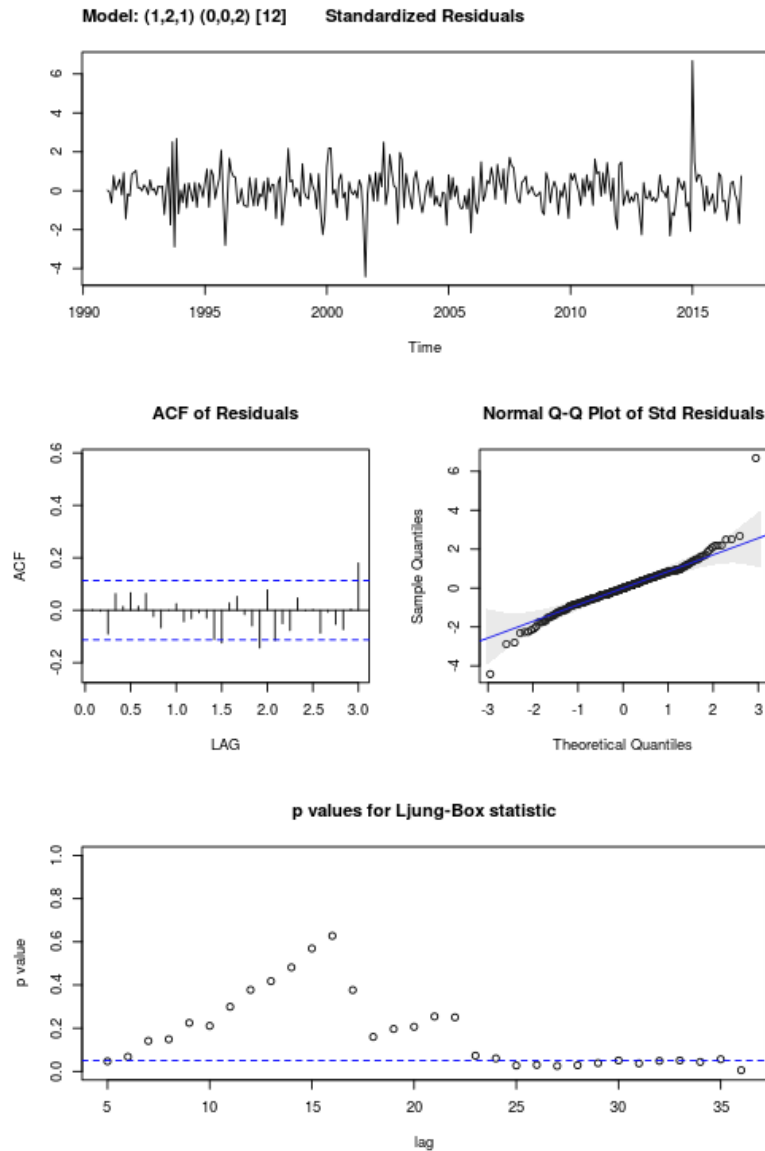 Model: (1,2,1) (0,0,2) [12] Standardized Residuals
6
4
2
0
-2
-4
1990 1995 2000 2005 2010 2015
Time
ACF of Residuals
0.6
0.4
0.2
0.0
-0.2
ACF
0.0 0.5 1.0 1.5 2.0 2.5 3.0
LAG
Normal Q-Q Plot of Std Residuals
6
4
2
0
-2
-4
Sample Quantiles
-3 -2 -1 0 1 2 3
Theoretical Quantiles
p values for Ljung-Box statistic
1.0
0.8
0.6
0.4
0.2
0.0
p value
5 10 15 20 25 30 35
lag